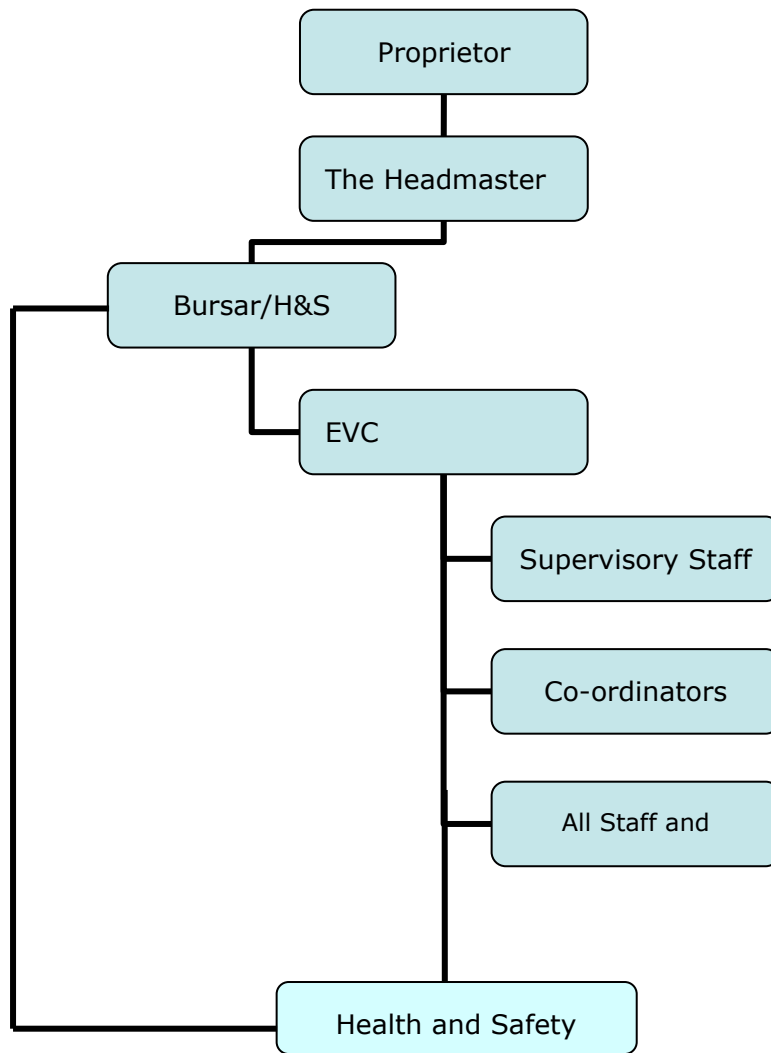 Proprietor
The Headmaster
Bursar/H&S
EVC
Supervisory Staff
Co-ordinators
All Staff and
Health and Safety